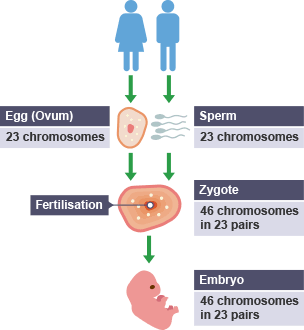 Egg (Ovum)
23 chromosomes
Sperm
23 chromosomes
Fertilisation
Zygote
46 chromosomes
in 23 pairs
Embryo
46 chromosomes
in 23 pairs